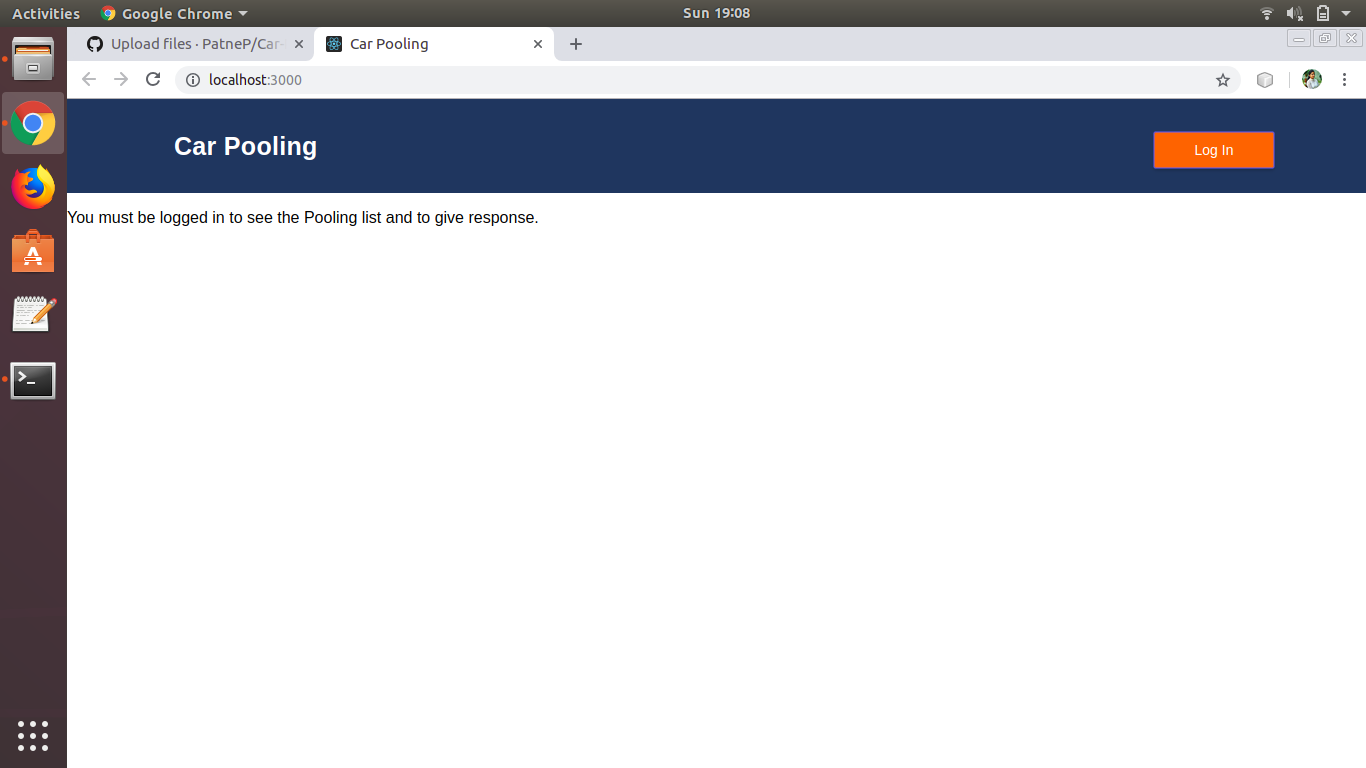 Activities Google Chrome Sun 19:08
Upload files · PatneP/Car- Car Pooling
localhost:3000
Car Pooling Log In
You must be logged in to see the Pooling list and to give response.